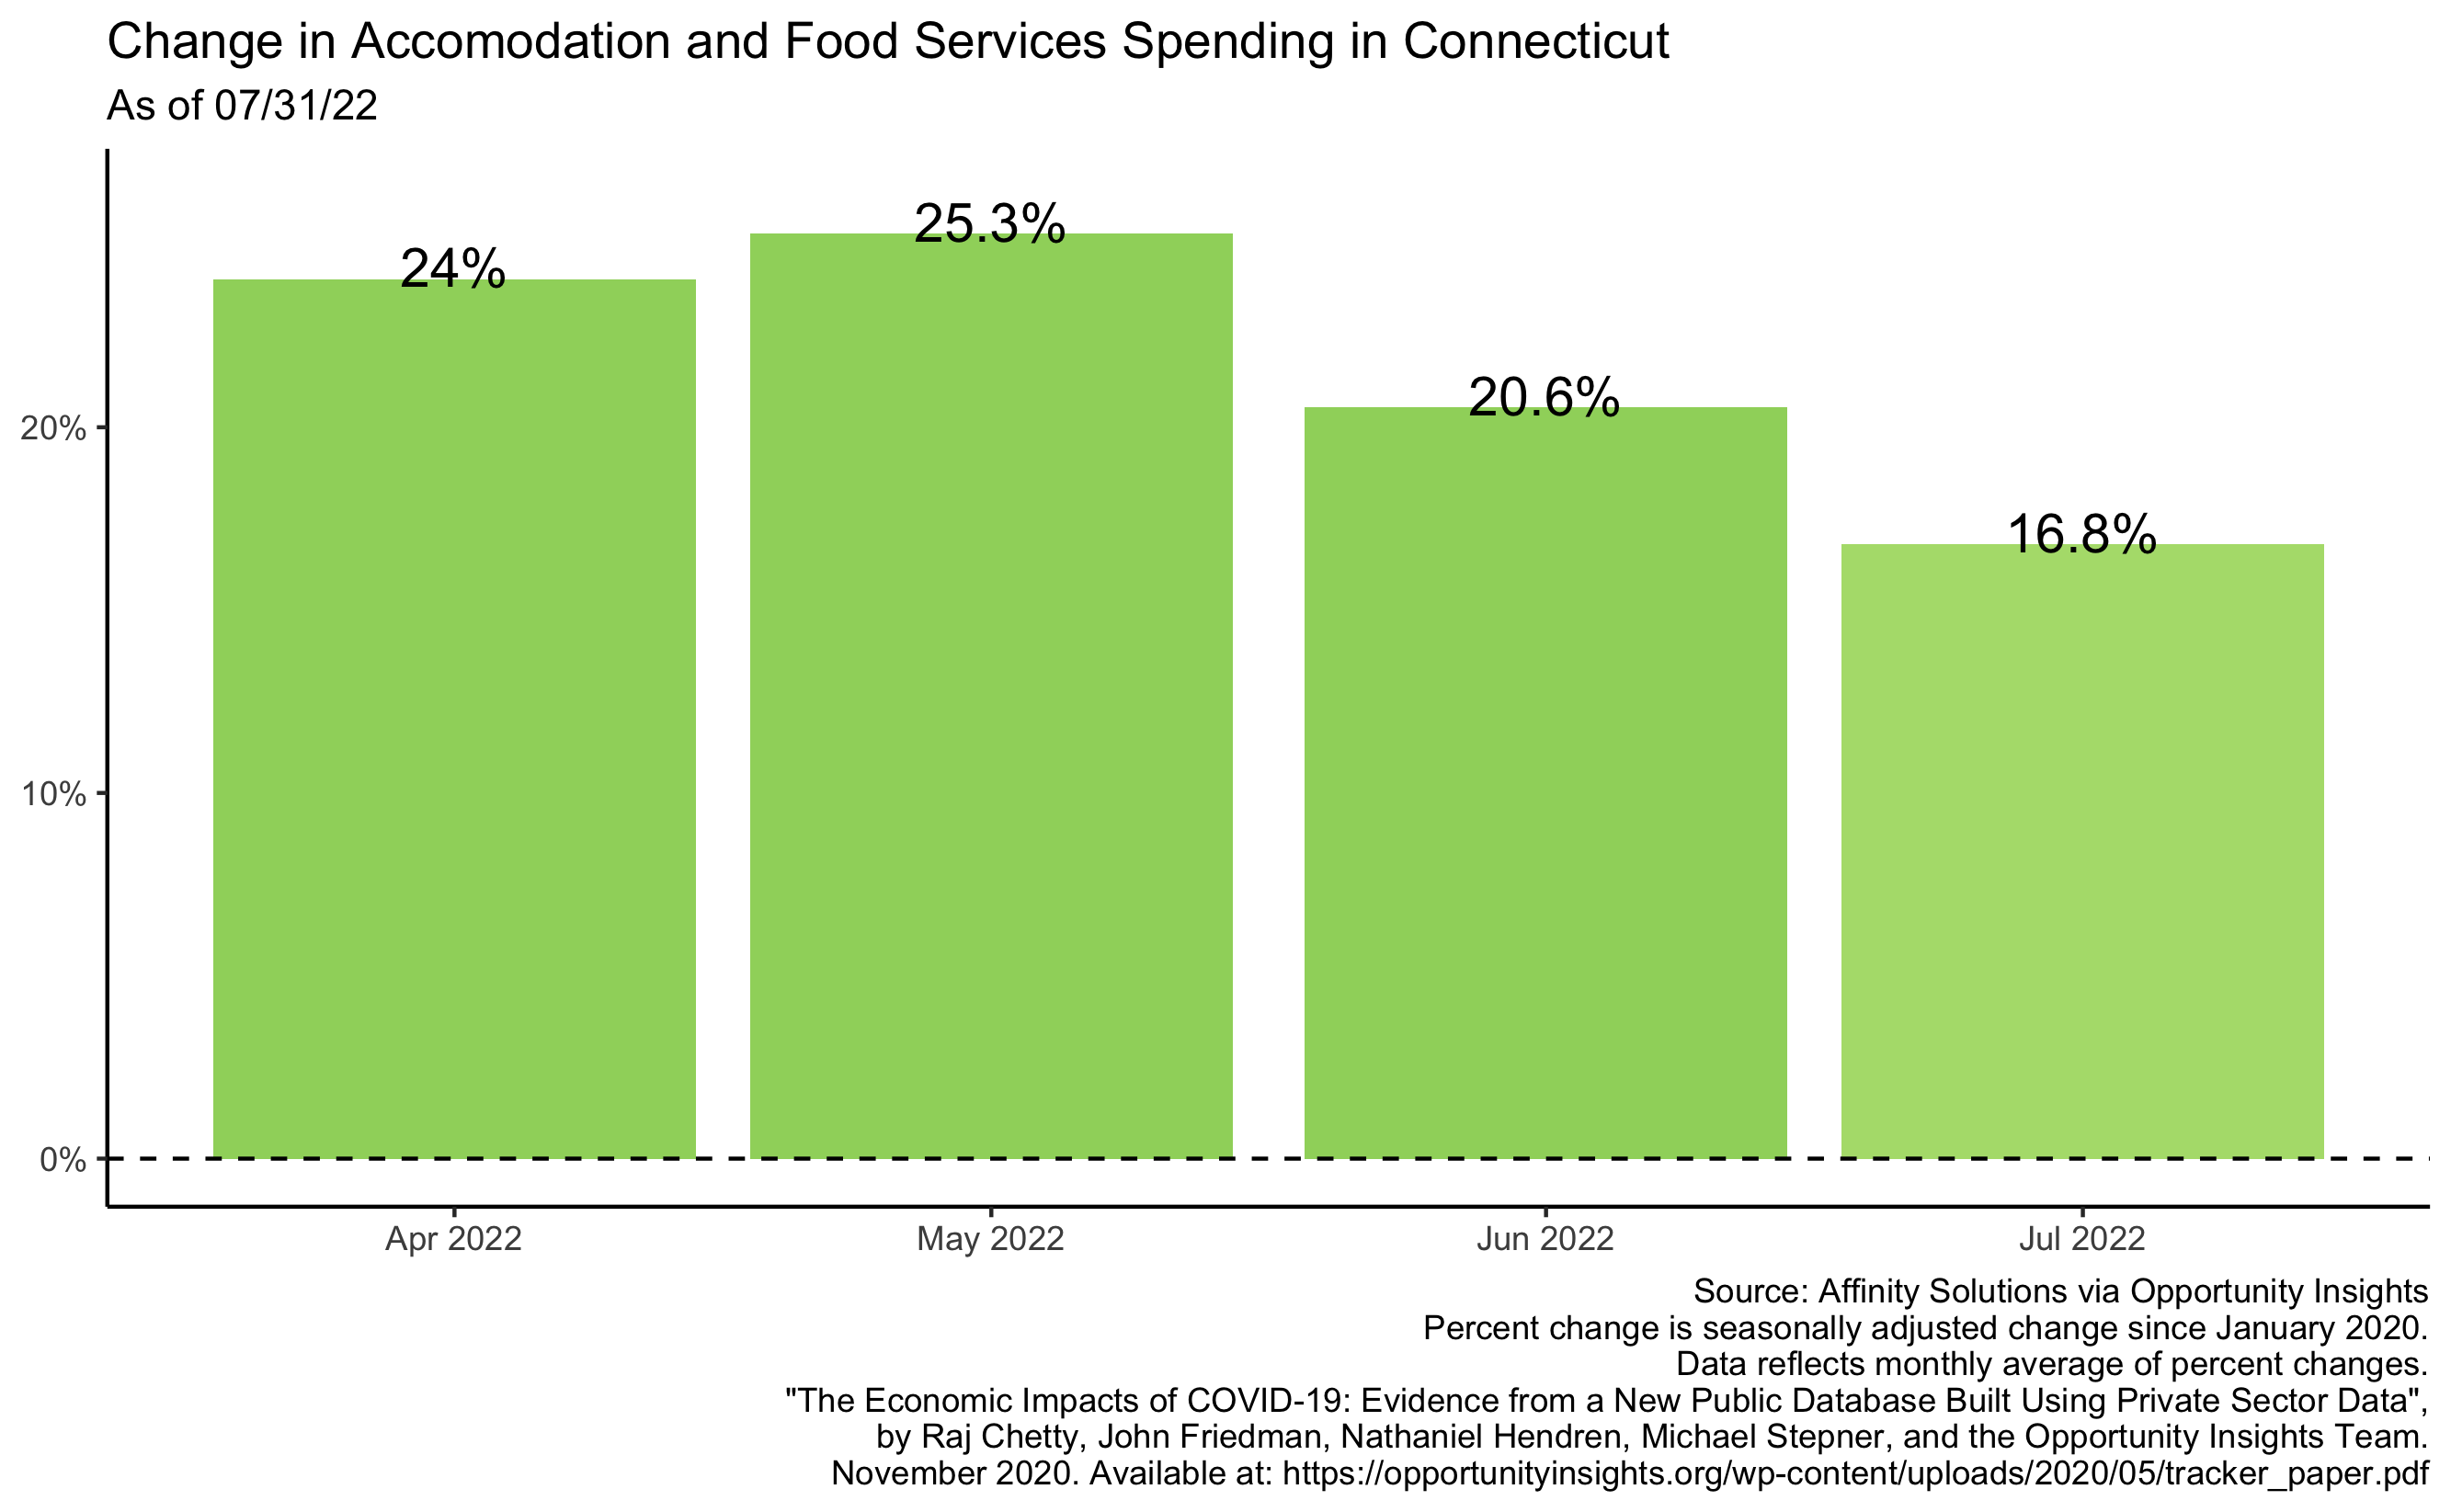 Change in Accomodation and Food Services Spending in Connecticut
As of 07/31/22
25.3%
24%
20.6%
20%
16.8%
10%
0%
Apr 2022
May 2022
Jun 2022
Jul 2022
Source: Affinity Solutions via Opportunity Insights
Percent change is seasonally adjusted change since January 2020.
Data reflects monthly average of percent changes.
"The Economic Impacts of COVID-19: Evidence from a New Public Database Built Using Private Sector Data",
by Raj Chetty, John Friedman, Nathaniel Hendren, Michael Stepner, and the Opportunity Insights Team.
November 2020. Available at: https://opportunityinsights.org/wp-content/uploads/2020/05/tracker_paper.pdf